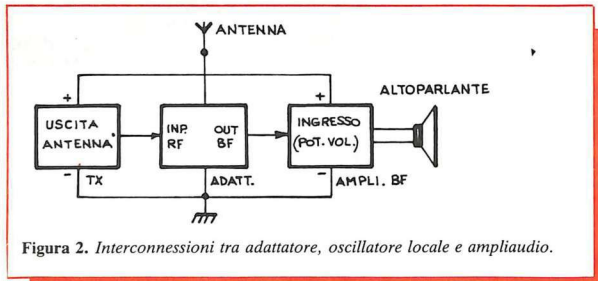 ANTENNA
ALTOPARLANTE
+
+
USCITA
ANTENNA
INP. OUT
RF BF
INGRESSO
(POT. VOL.)
-
TX
ADATT.
-
AMPLI. BF
Figura 2. Interconnessioni tra adattatore, oscillatore locale e ampliaudio.